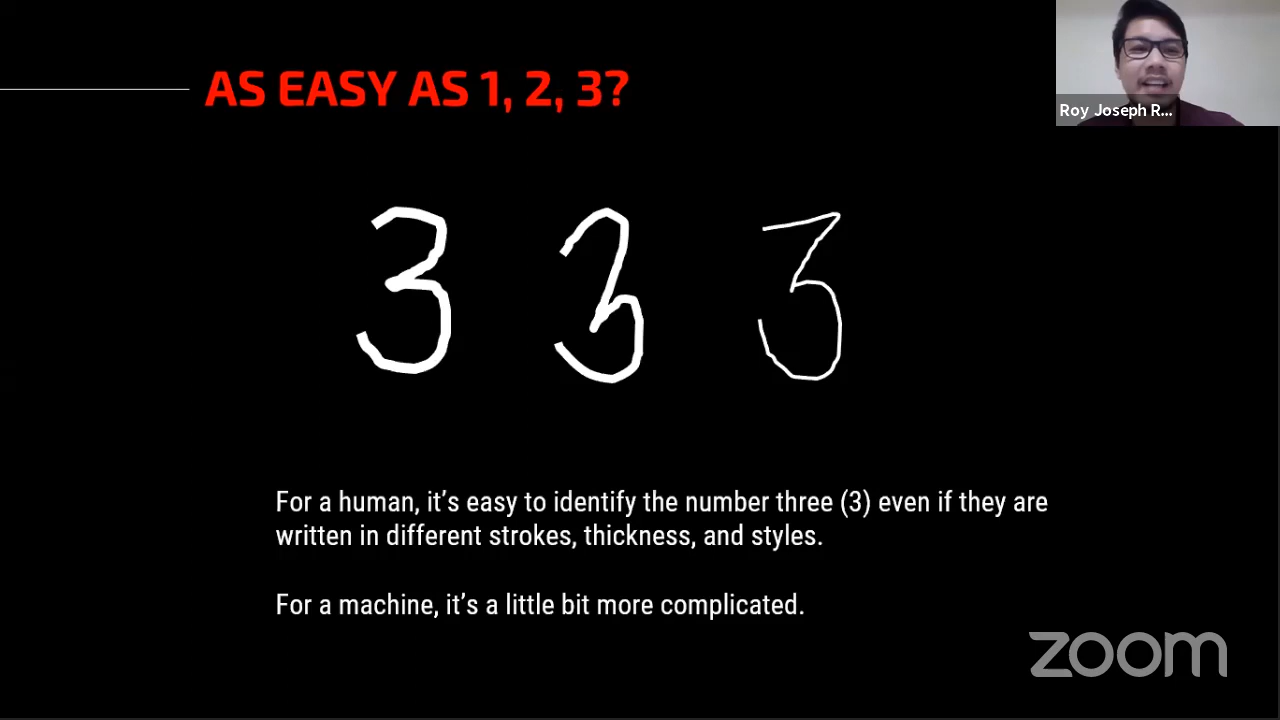 AS EASY AS 1, 2, 3?
Roy Joseph R...
3 3 3
For a human, it's easy to identify the number three (3) even if they are
written in different strokes, thickness, and styles.
For a machine, it's a little bit more complicated.
zoom